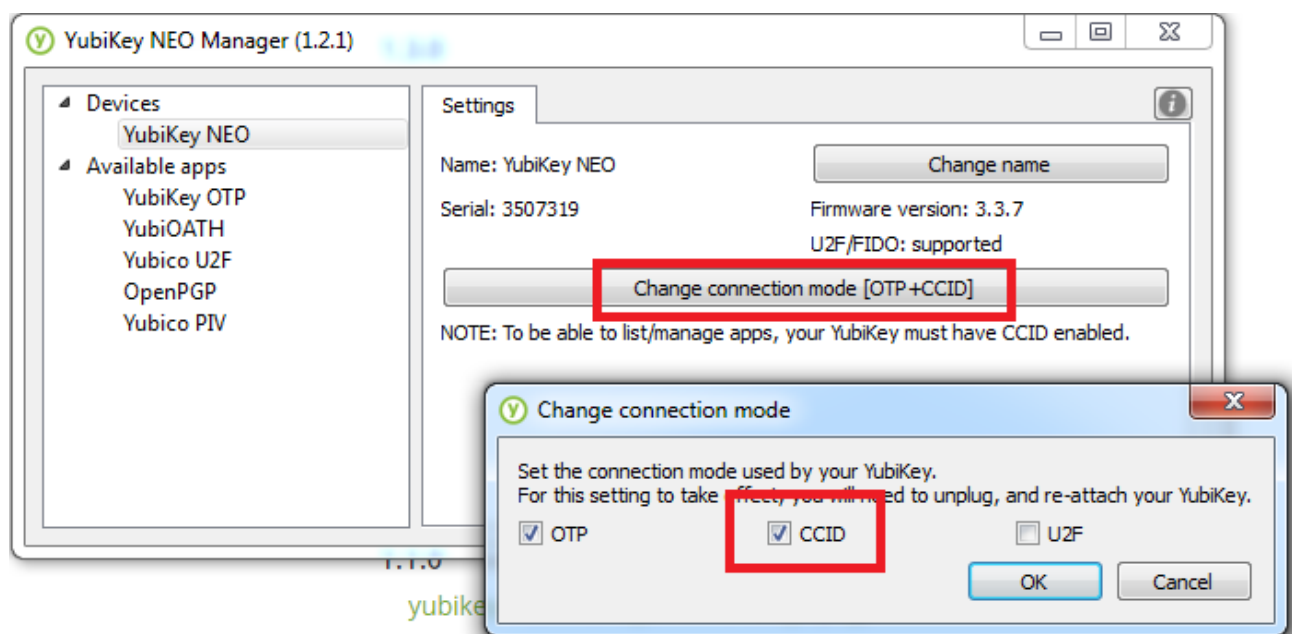 YubiKey NEO Manager (1.2.1)
Devices
YubiKey NEO
Available apps
YubiKey OTP
YubiOATH
Yubico U2F
OpenPGP
Yubico PIV
Settings
Name: YubiKey NEO
Change name
Serial: 3507319
Firmware version: 3.3.7
U2F/FIDO: supported
Change connection mode [OTP+CCID]
NOTE: To be able to list/manage apps, your YubiKey must have CCID enabled.
Change connection mode
Set the connection mode used by your YubiKey.
For this setting to take effect, you will need to unplug, and re-attach your YubiKey.
OTP
CCID
U2F
OK
Cancel
1.1.0
yubike